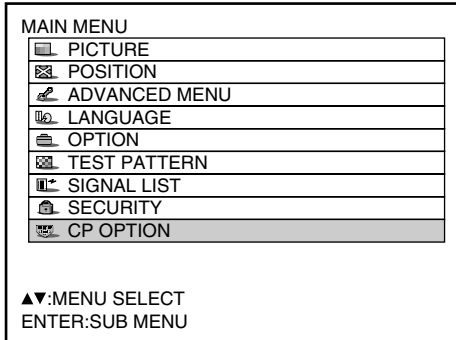 MAIN MENU
PICTURE
POSITION
ADVANCED MENU
LANGUAGE
OPTION
TEST PATTERN
SIGNAL LIST
SECURITY
CP OPTION
▲▼:MENU SELECT
ENTER:SUB MENU